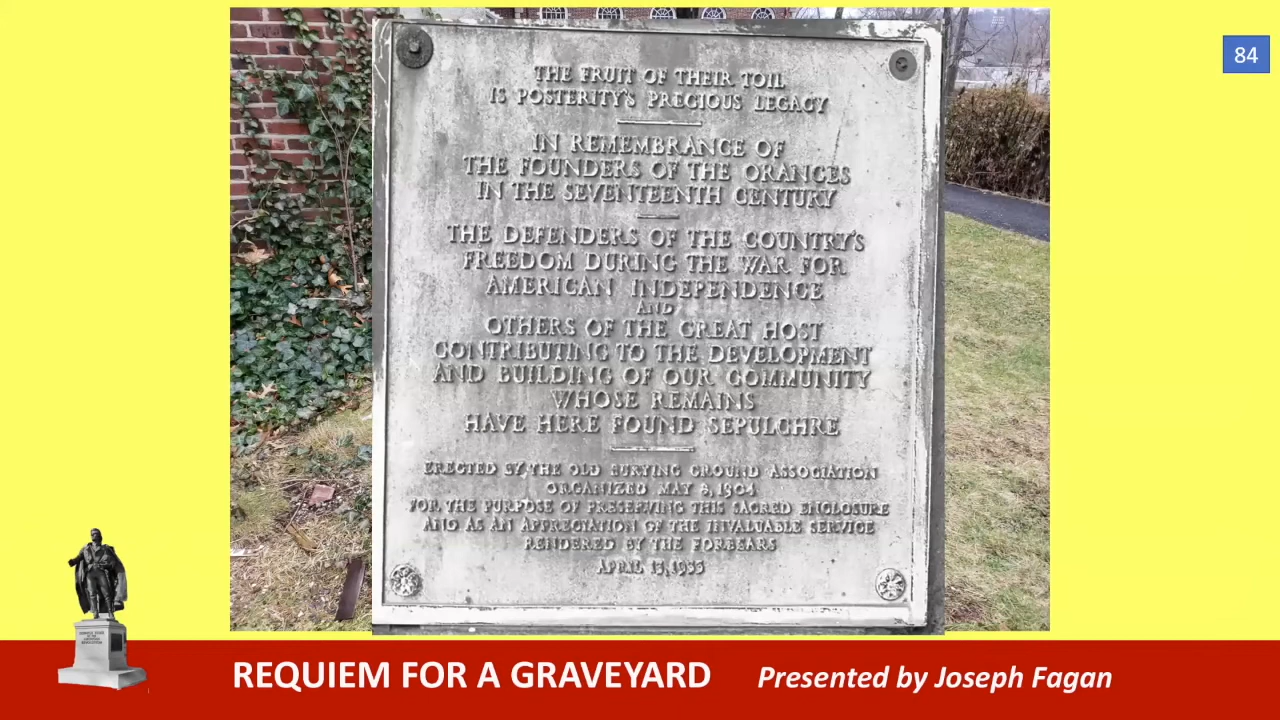 84
THE FRUIT OF THEIR TOIL
IS POSTERITY'S PRECIOUS LEGACY
IN REMEMBRANCE OF
THE FOUNDERS OF THE ORANGES
IN THE SEVENTEENTH CENTURY
THE DEFENDERS OF THE COUNTRY'S
FREEDOM DURING THE WAR FOR
AMERICAN INDEPENDENCE
AND
OTHERS OF THE GREAT HOST
CONTRIBUTING TO THE DEVELOPMENT
AND BUILDING OF OUR COMMUNITY
WHOSE REMAINS
HAVE HERE FOUND SEPULCHRE
ERECTED BY THE OLD BURYING GROUND ASSOCIATION
ORGANIZED MAY 8, 1904
FOR THE PURPOSE OF PRESERVING THIS SACRED ENCLOSURE
AND AS AN APPRECIATION OF THE INVALUABLE SERVICE
RENDERED BY THE FORBEARS
APRIL 13, 1935
REQUIEM FOR A GRAVEYARD Presented by Joseph Fagan